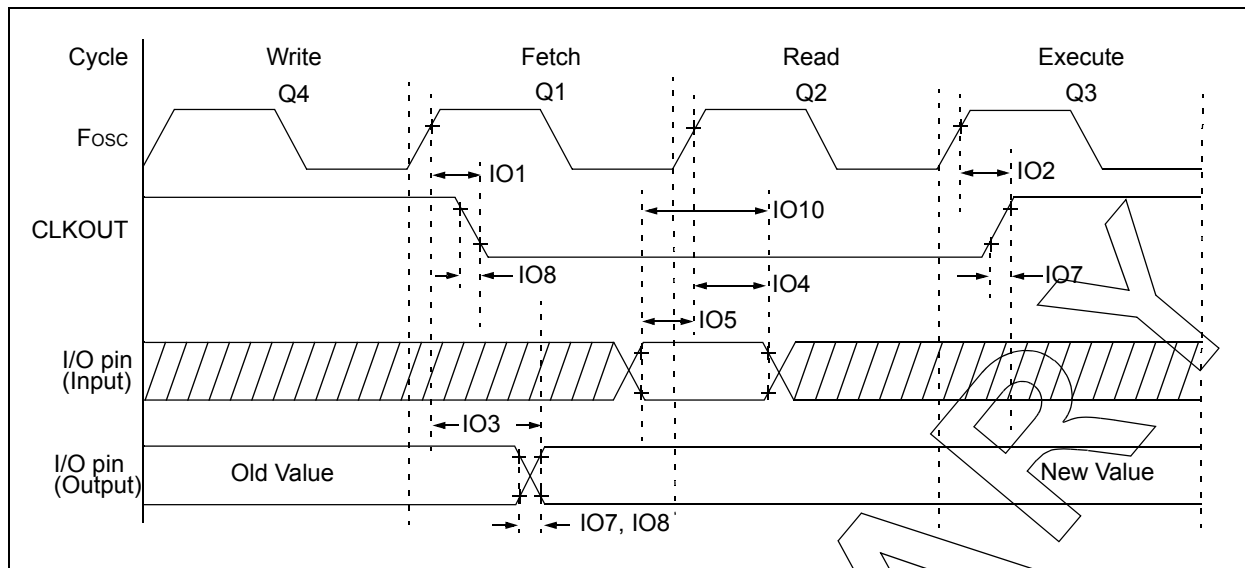 Cycle Write Fetch Read Execute
Q4 Q1 Q2 Q3
Fosc
IO1 IO2
CLKOUT IO10
IO8 IO4 IO7
IO5
I/O pin
(Input)
IO3
I/O pin
(Output)
Old Value New Value
IO7, IO8